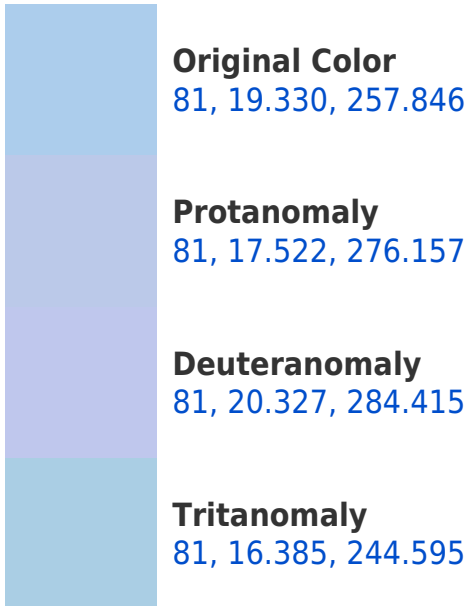 Original Color
81, 19.330, 257.846
Protanomaly
81, 17.522, 276.157
Deuteranomaly
81, 20.327, 284.415
Tritanomaly
81, 16.385, 244.595